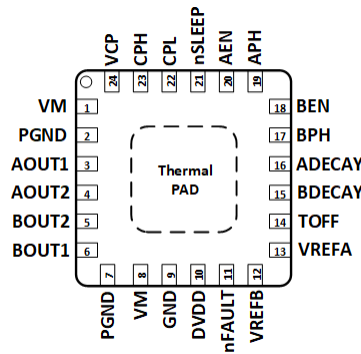 VCP
CPH
CPL
nSLEEP
AEN
APH
24
23
22
21
20
19
VM 1
PGND 2
AOUT1 3
AOUT2 4
BOUT2 5
BOUT1 6
Thermal
PAD
18 BEN
17 BPH
16 ADECAY
15 BDECAY
14 TOFF
13 VREFA
7
8
9
10
11
12
PGND
VM
GND
DVDD
nFAULT
VREFB